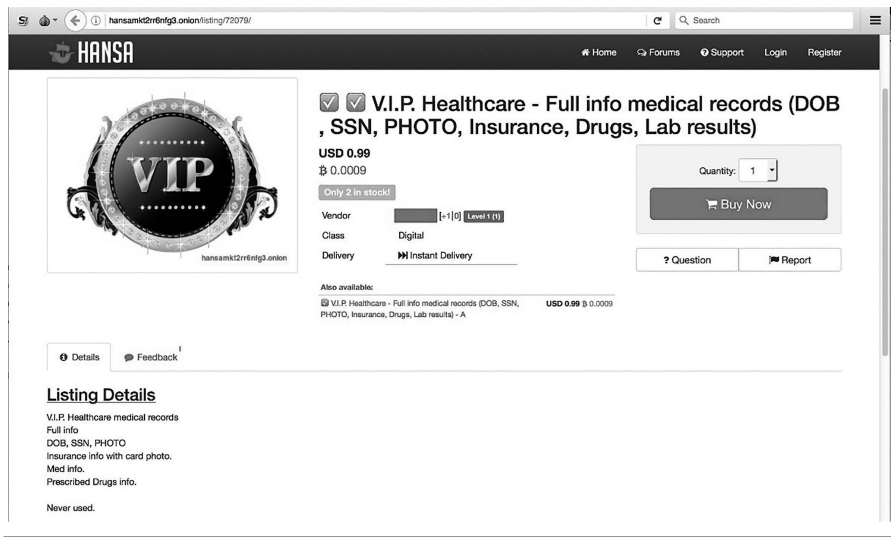 hansamkt2rr6nfg3.onion/listing/72079/
Search
HANSA
Home Forums Support Login Register
VIP
hansamkt2rr6nfg3.onion
V.I.P. Healthcare - Full info medical records (DOB
, SSN, PHOTO, Insurance, Drugs, Lab results)
USD 0.99
฿ 0.0009
Only 2 in stock!
Vendor [+1|0] Level 1 (1)
Class Digital
Delivery Instant Delivery
Quantity: 1
Buy Now
? Question Report
Also available:
V.I.P. Healthcare - Full info medical records (DOB, SSN, USD 0.99 ฿ 0.0009
PHOTO, Insurance, Drugs, Lab results) - A
Details Feedback
Listing Details
V.I.P. Healthcare medical records
Full info
DOB, SSN, PHOTO
Insurance info with card photo.
Med info.
Prescribed Drugs info.
Never used.